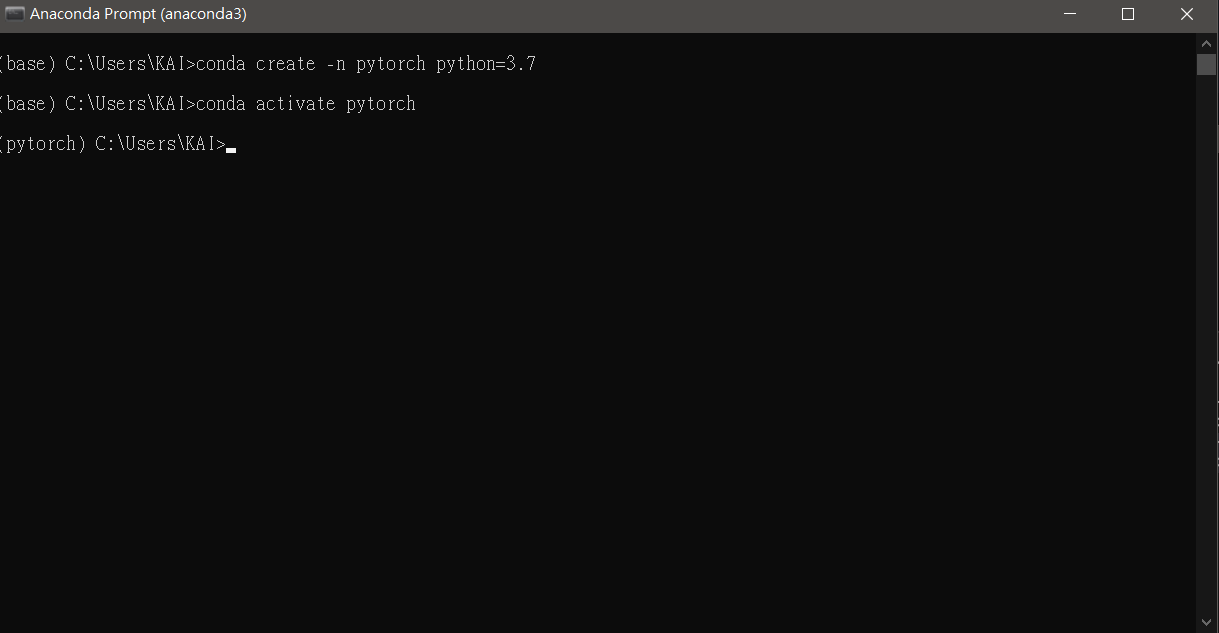 Anaconda Prompt (anaconda3)
(base) C:\Users\KAI>conda create -n pytorch python=3.7
(base) C:\Users\KAI>conda activate pytorch
(pytorch) C:\Users\KAI>